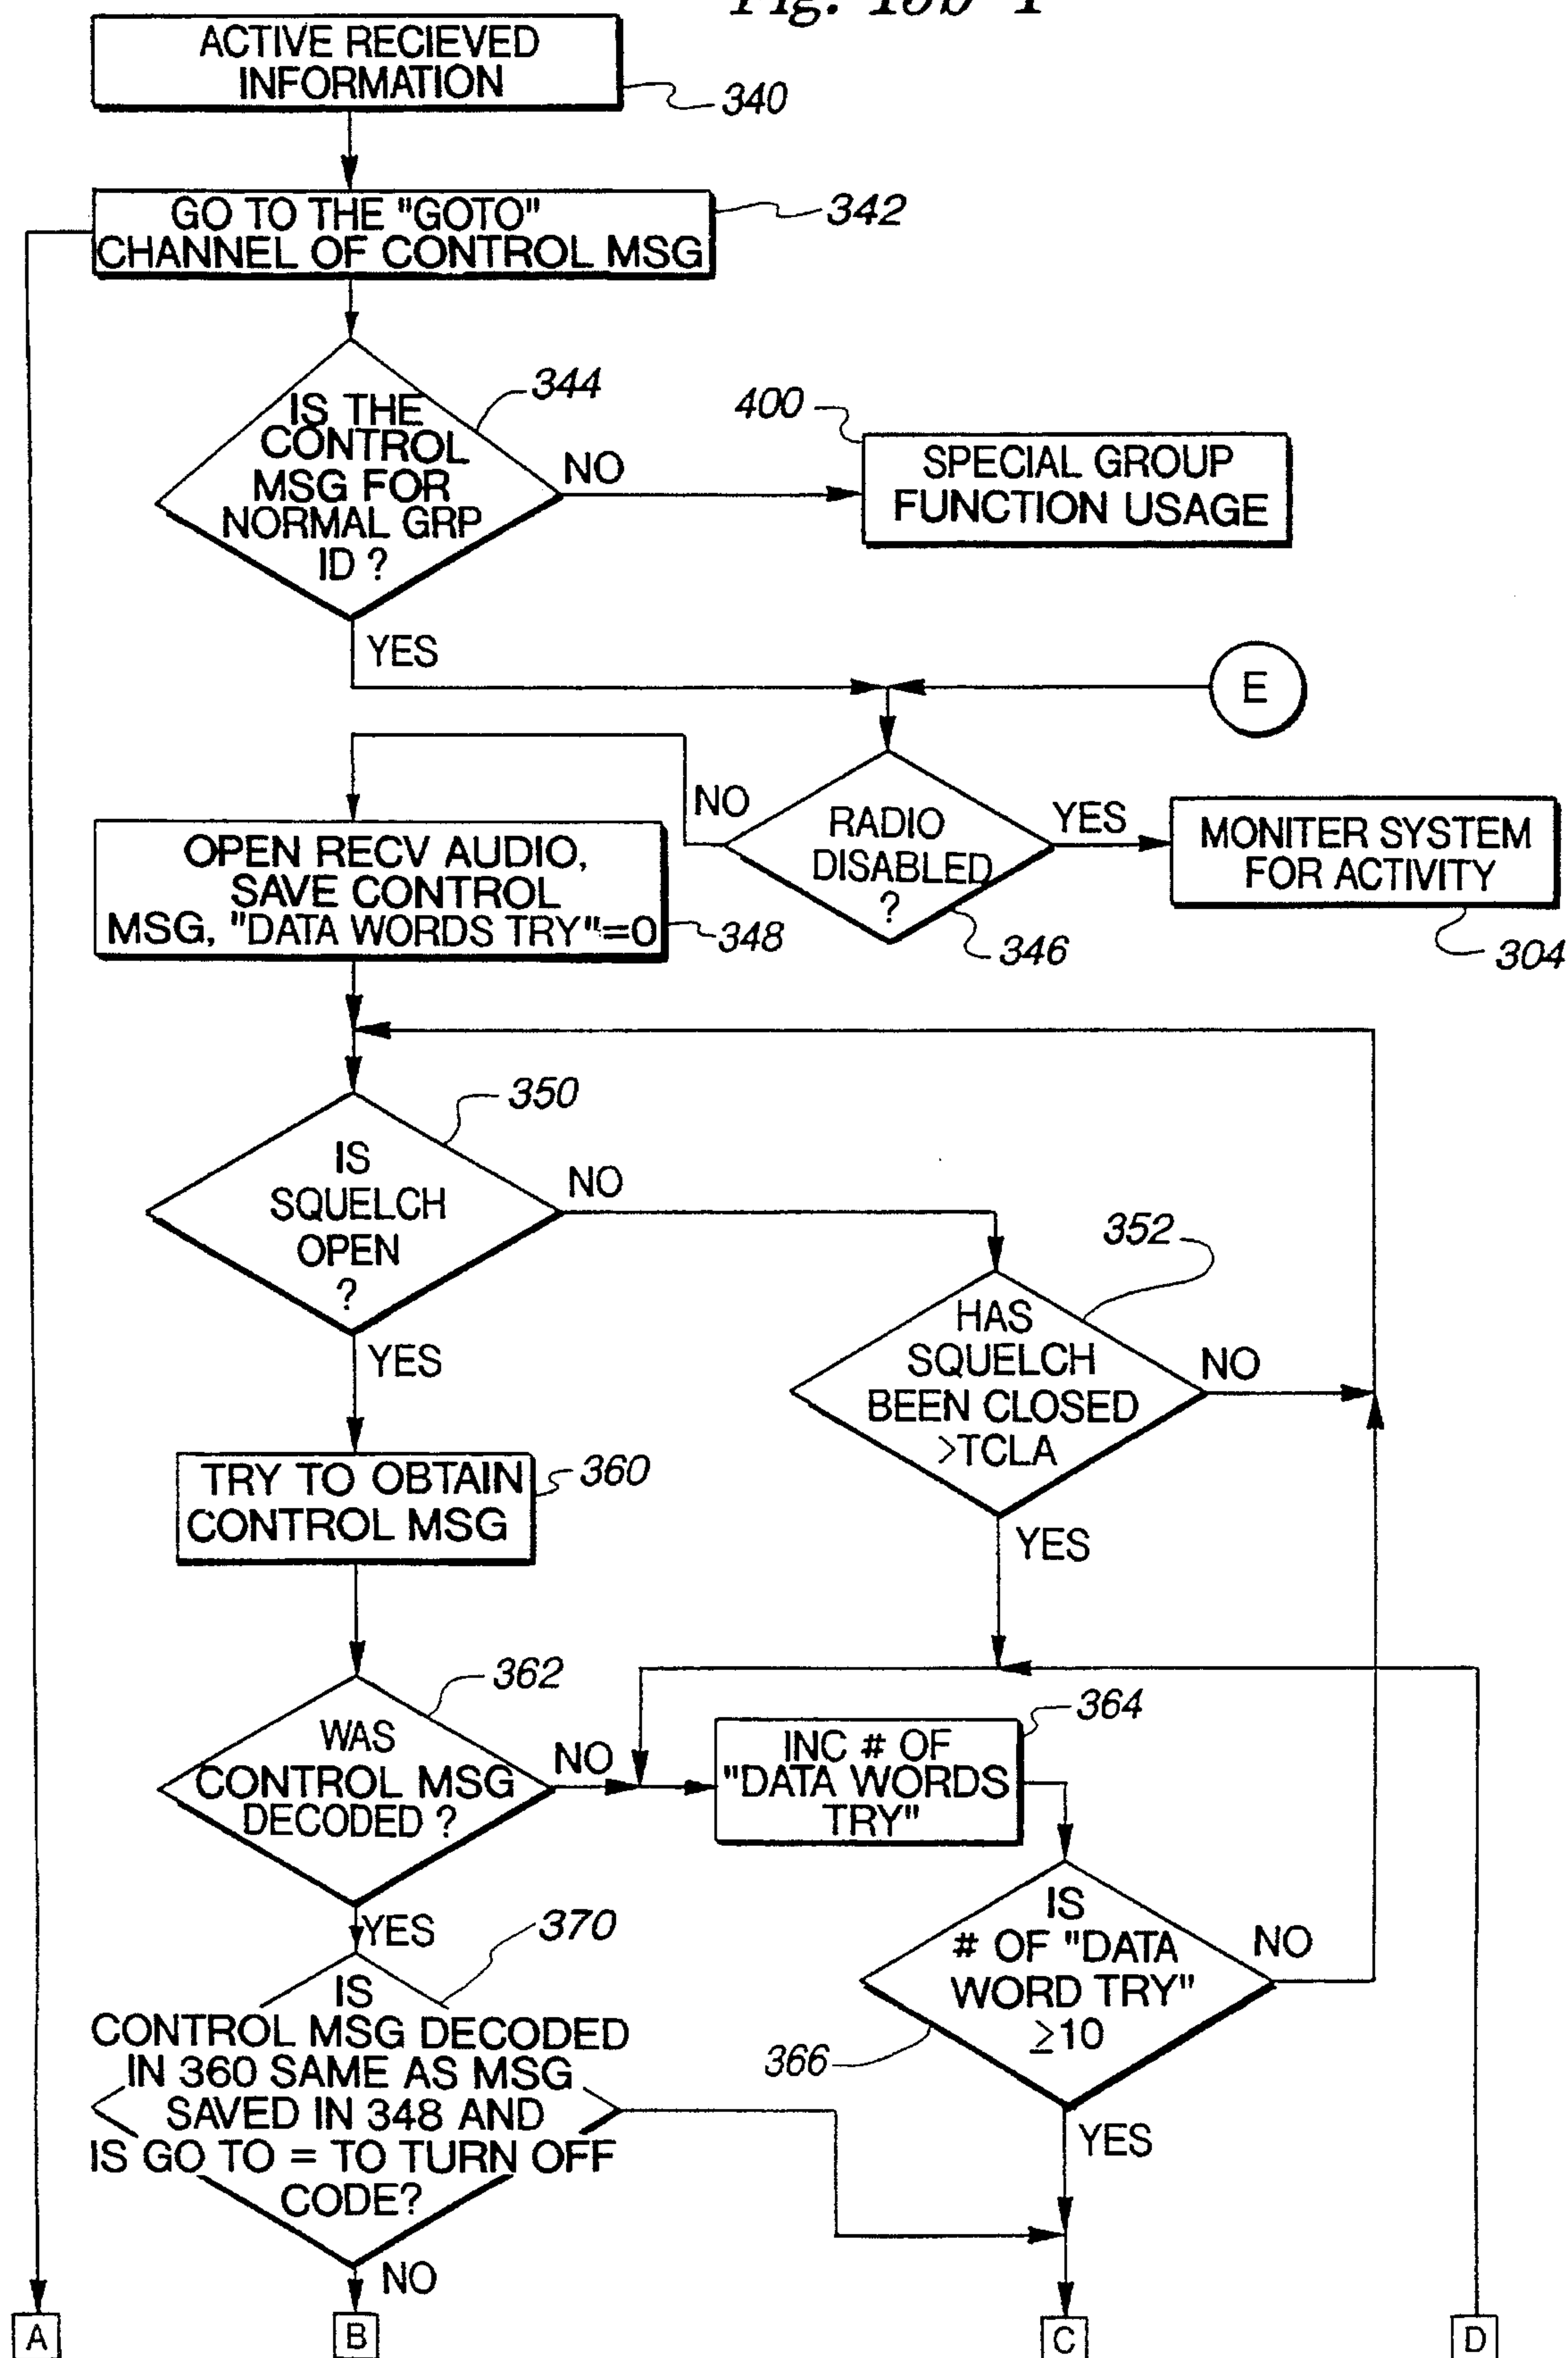 ACTIVE RECIEVED
INFORMATION
340
GO TO THE "GOTO"
CHANNEL OF CONTROL MSG
342
IS THE
CONTROL
MSG FOR
NORMAL GRP
ID ?
344
NO
400
SPECIAL GROUP
FUNCTION USAGE
YES
E
NO
RADIO
DISABLED
?
346
YES
MONITER SYSTEM
FOR ACTIVITY
304
OPEN RECV AUDIO,
SAVE CONTROL
MSG, "DATA WORDS TRY"=0
348
350
IS
SQUELCH
OPEN
?
NO
YES
352
HAS
SQUELCH
BEEN CLOSED
>TCLA
NO
YES
TRY TO OBTAIN
CONTROL MSG
360
362
WAS
CONTROL MSG
DECODED ?
NO
YES
364
INC # OF
"DATA WORDS
TRY"
IS
# OF "DATA
WORD TRY"
≥10
366
NO
YES
370
IS
CONTROL MSG DECODED
IN 360 SAME AS MSG
SAVED IN 348 AND
IS GO TO = TO TURN OFF
CODE?
NO
A
B
C
D